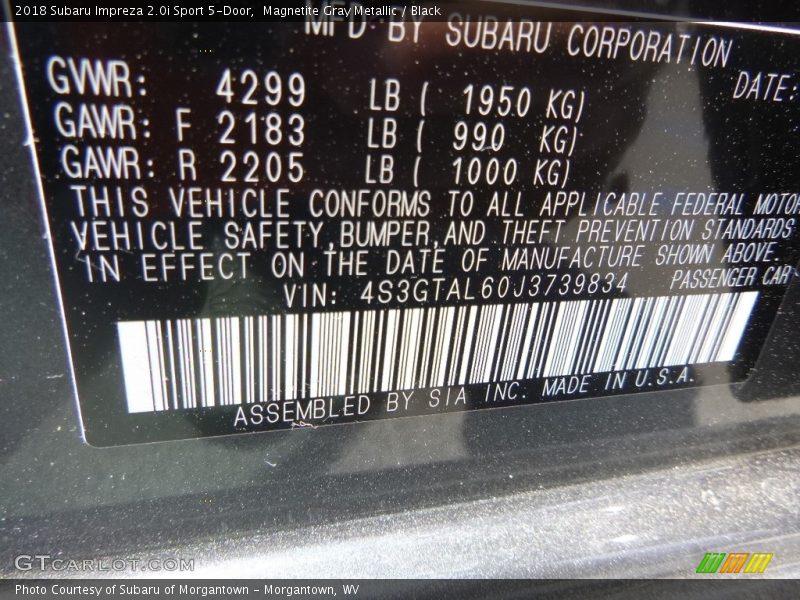 2018 Subaru Impreza 2.0i Sport 5-Door, Magnetite Gray Metallic / Black
MFD BY SUBARU CORPORATION
DATE:
GVWR: 4299 LB ( 1950 KG)
GAWR: F 2183 LB ( 990 KG)
GAWR: R 2205 LB ( 1000 KG)
THIS VEHICLE CONFORMS TO ALL APPLICABLE FEDERAL MOTOR
VEHICLE SAFETY,BUMPER,AND THEFT PREVENTION STANDARDS
IN EFFECT ON THE DATE OF MANUFACTURE SHOWN ABOVE.
VIN: 4S3GTAL60J3739834 PASSENGER CAR
ASSEMBLED BY SIA INC. MADE IN U.S.A.
GTCARLOT.COM
Photo Courtesy of Subaru of Morgantown - Morgantown, WV